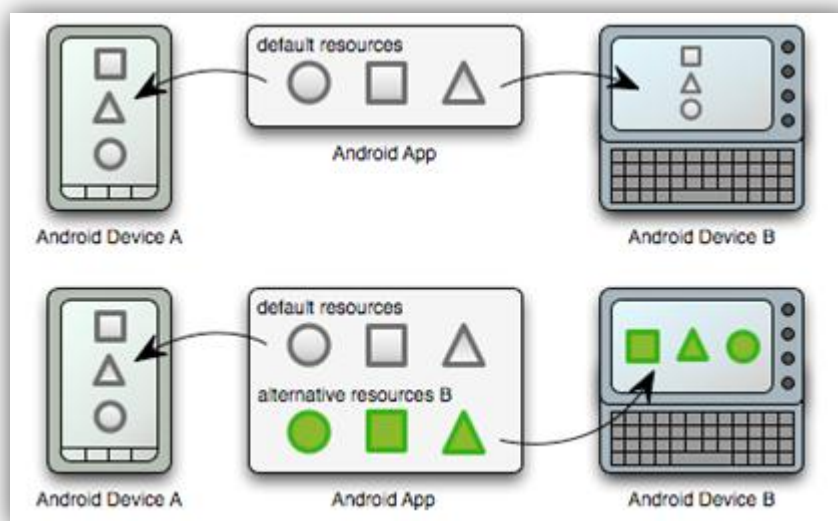 default resources
Android App
Android Device A
Android Device B
default resources
alternative resources B
Android Device A
Android App
Android Device B